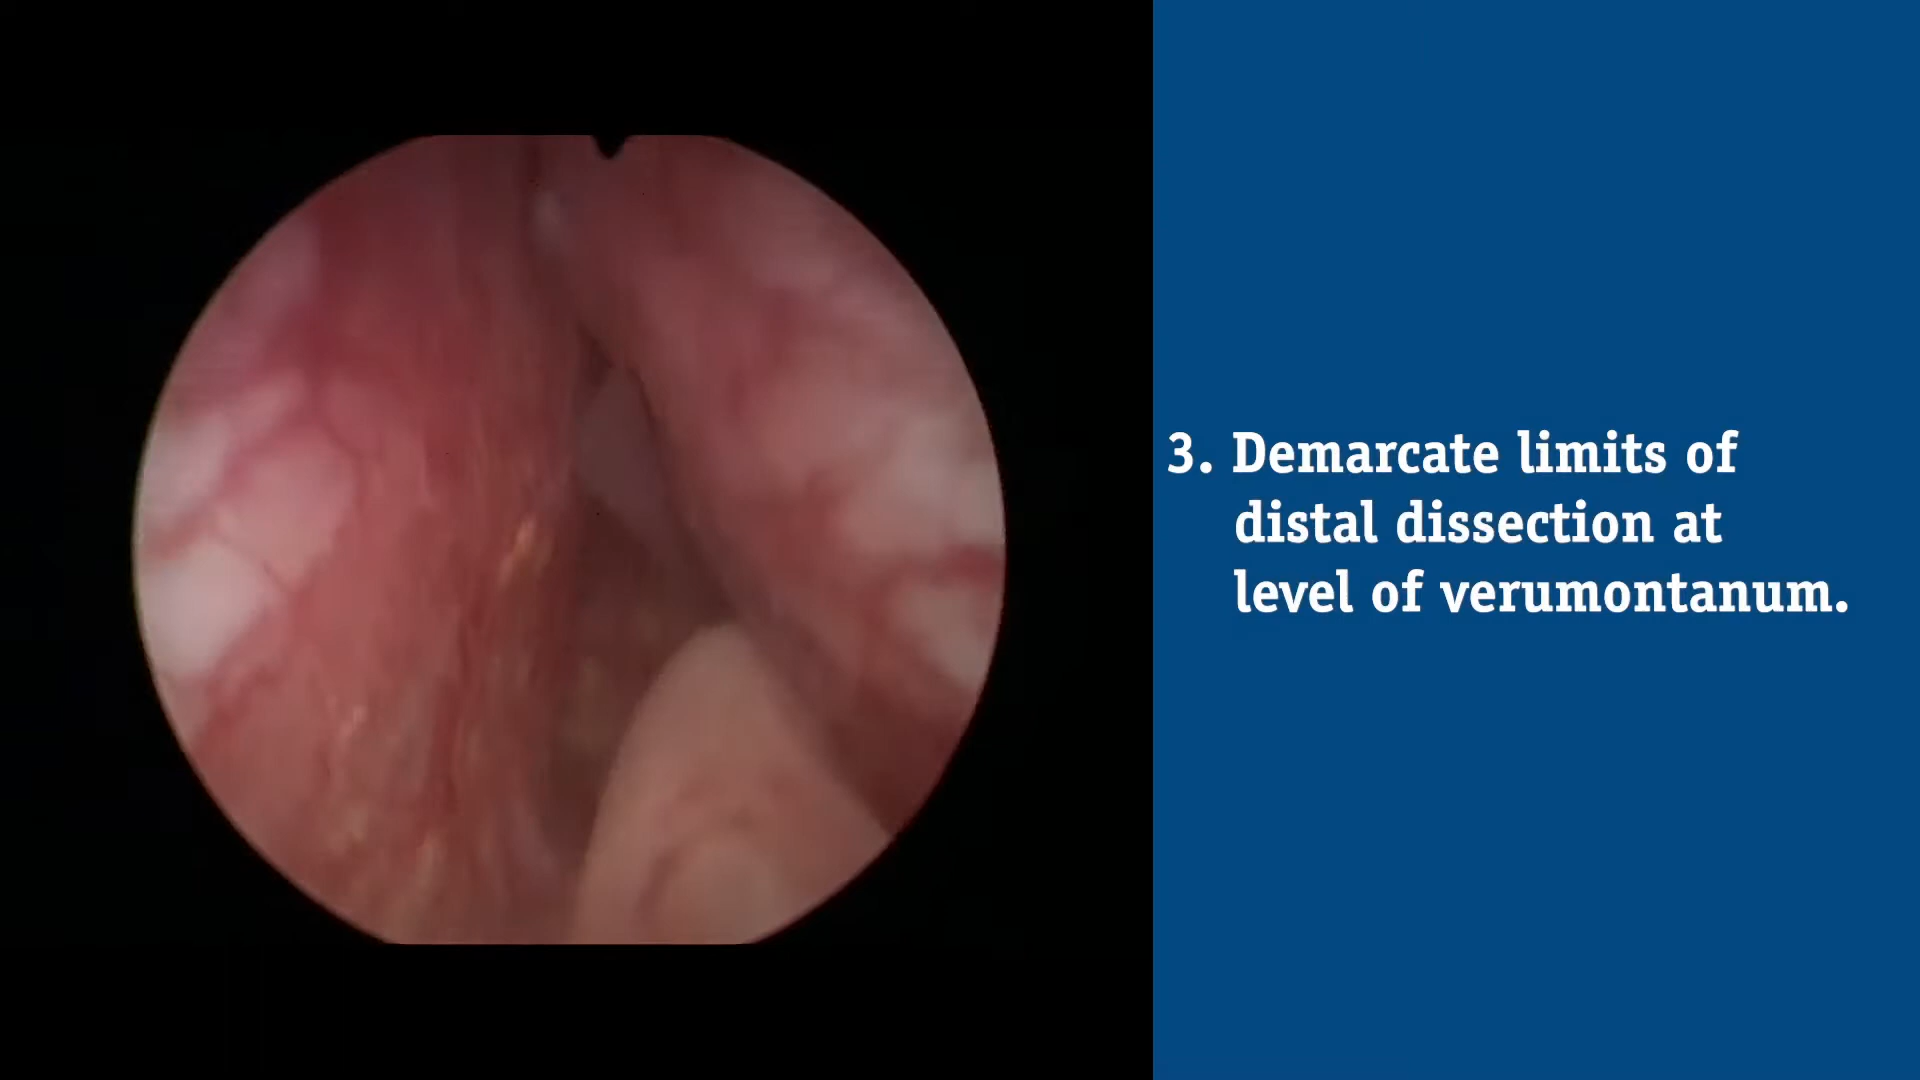 3. Demarcate limits of
distal dissection at
level of verumontanum.